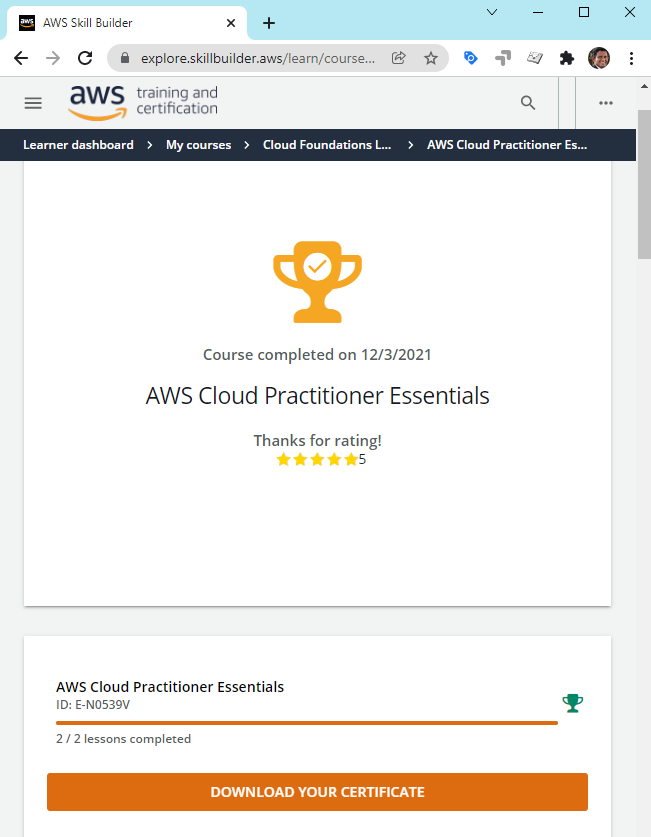 AWS Skill Builder
explore.skillbuilder.aws/learn/course...
aws training and
certification
Learner dashboard > My courses > Cloud Foundations L... > AWS Cloud Practitioner Es...
Course completed on 12/3/2021
AWS Cloud Practitioner Essentials
Thanks for rating!
5
AWS Cloud Practitioner Essentials
ID: E-N0539V
2 / 2 lessons completed
DOWNLOAD YOUR CERTIFICATE